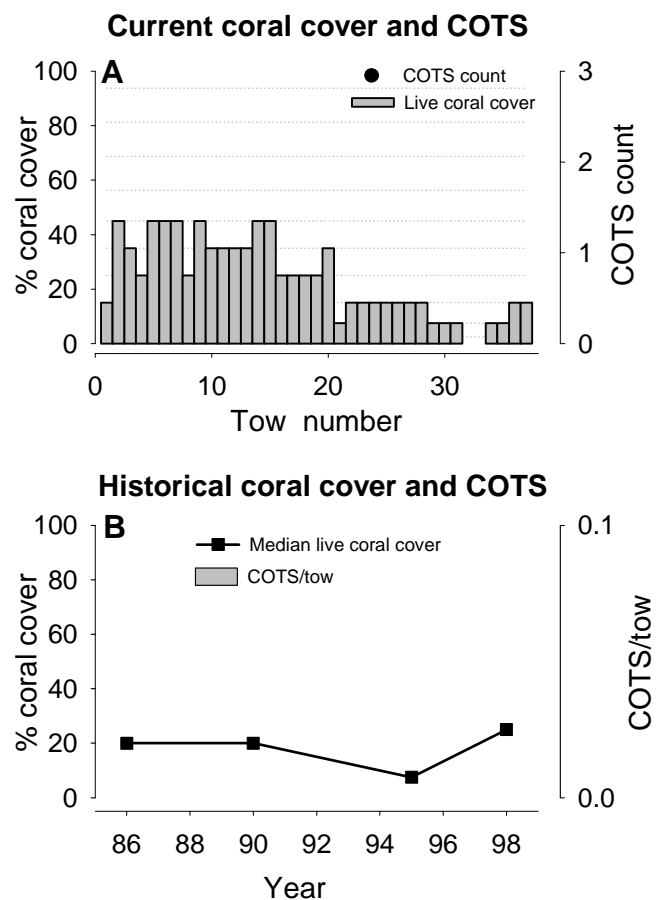 Current coral cover and COTS
A
COTS count
Live coral cover
100
80
60
40
20
0
% coral cover
3
2
1
0
COTS count
0 10 20 30
Tow number
Historical coral cover and COTS
B
Median live coral cover
COTS/tow
100
80
60
40
20
0
% coral cover
0.1
0.0
COTS/tow
86 88 90 92 94 96 98
Year